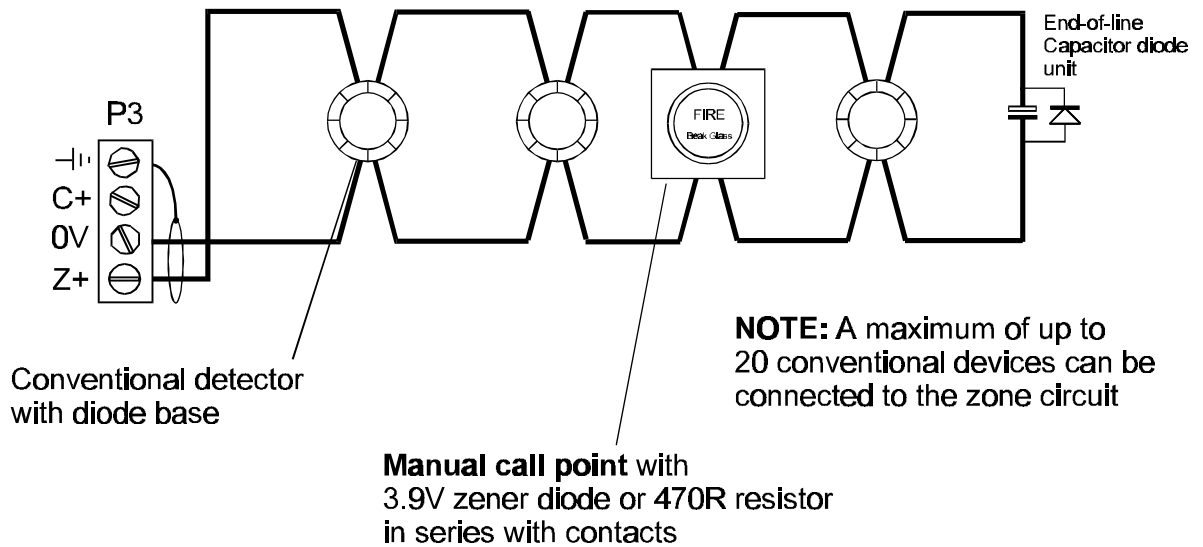 End-of-line
Capacitor diode
unit
P3
FIRE
Beak Glass
C+
0V
Z+
NOTE: A maximum of up to
20 conventional devices can be
connected to the zone circuit
Conventional detector
with diode base
Manual call point with
3.9V zener diode or 470R resistor
in series with contacts